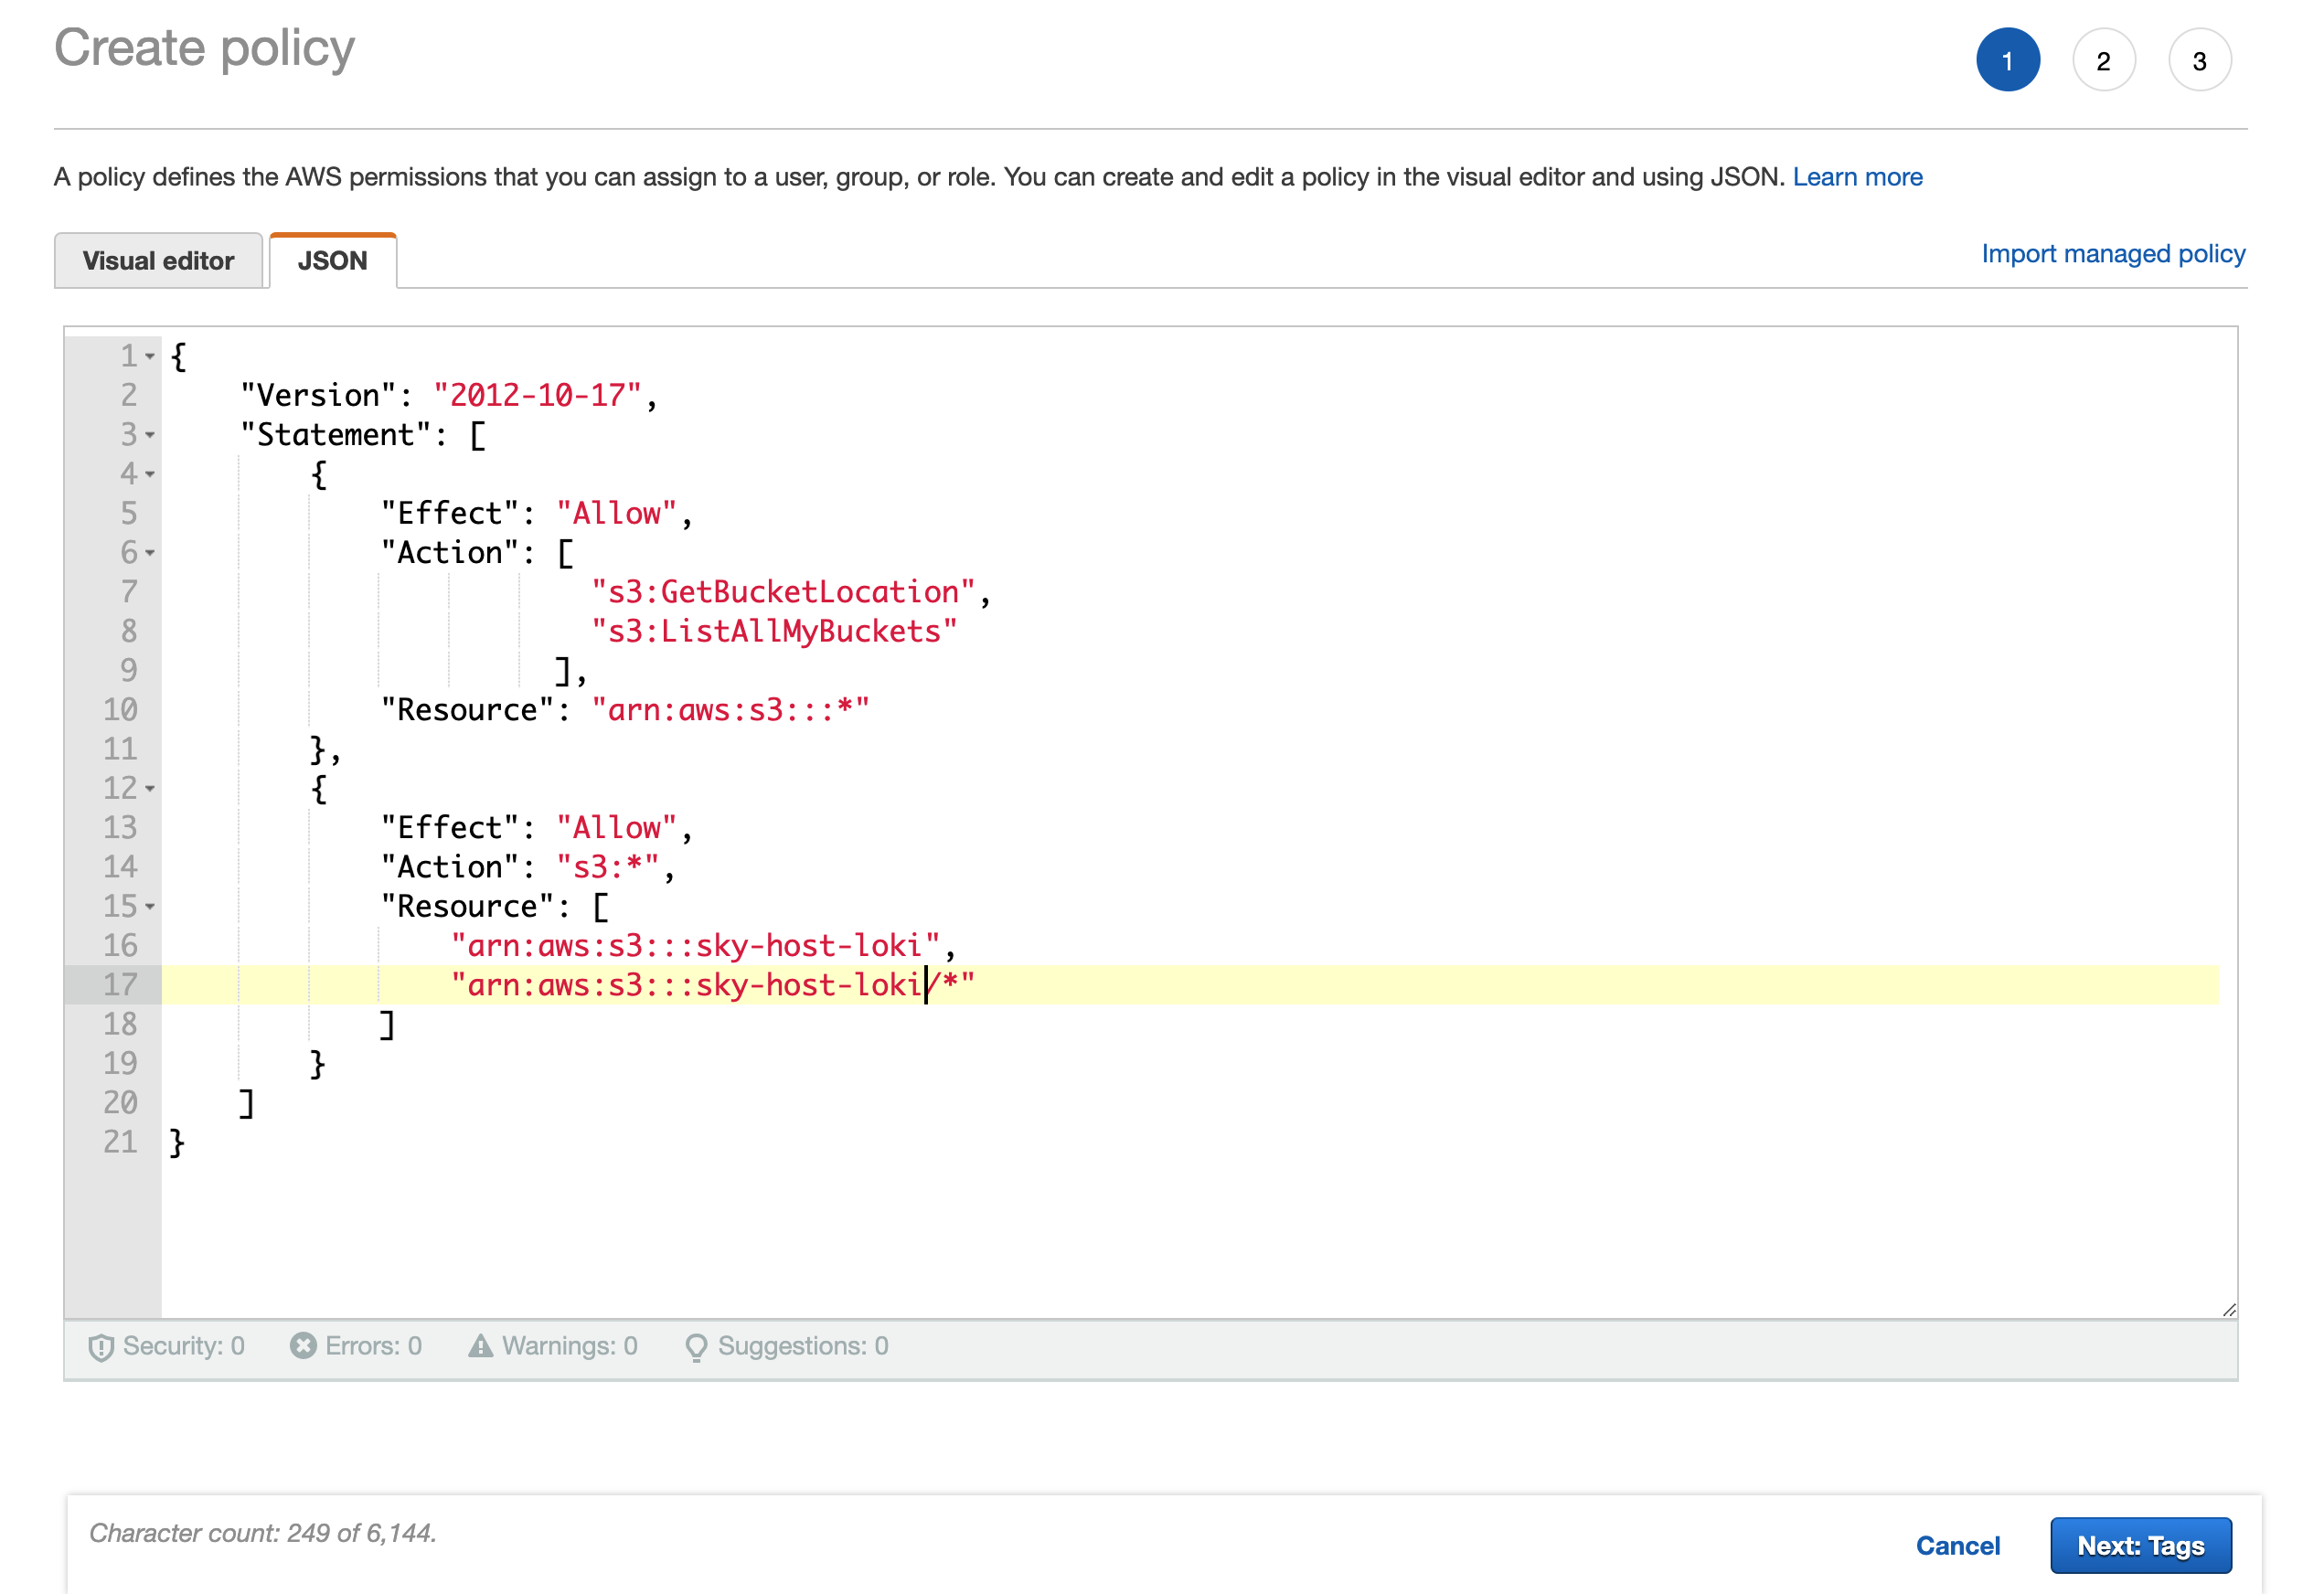 Create policy
1 2 3
A policy defines the AWS permissions that you can assign to a user, group, or role. You can create and edit a policy in the visual editor and using JSON. Learn more
Visual editor JSON Import managed policy
1 {
2     "Version": "2012-10-17",
3     "Statement": [
4         {
5             "Effect": "Allow",
6             "Action": [
7                         "s3:GetBucketLocation",
8                         "s3:ListAllMyBuckets"
9                       ],
10             "Resource": "arn:aws:s3:::*"
11         },
12         {
13             "Effect": "Allow",
14             "Action": "s3:*",
15             "Resource": [
16                 "arn:aws:s3:::sky-host-loki",
17                 "arn:aws:s3:::sky-host-loki/*"
18             ]
19         }
20     ]
21 }
Security: 0 Errors: 0 Warnings: 0 Suggestions: 0
Character count: 249 of 6,144.
Cancel Next: Tags